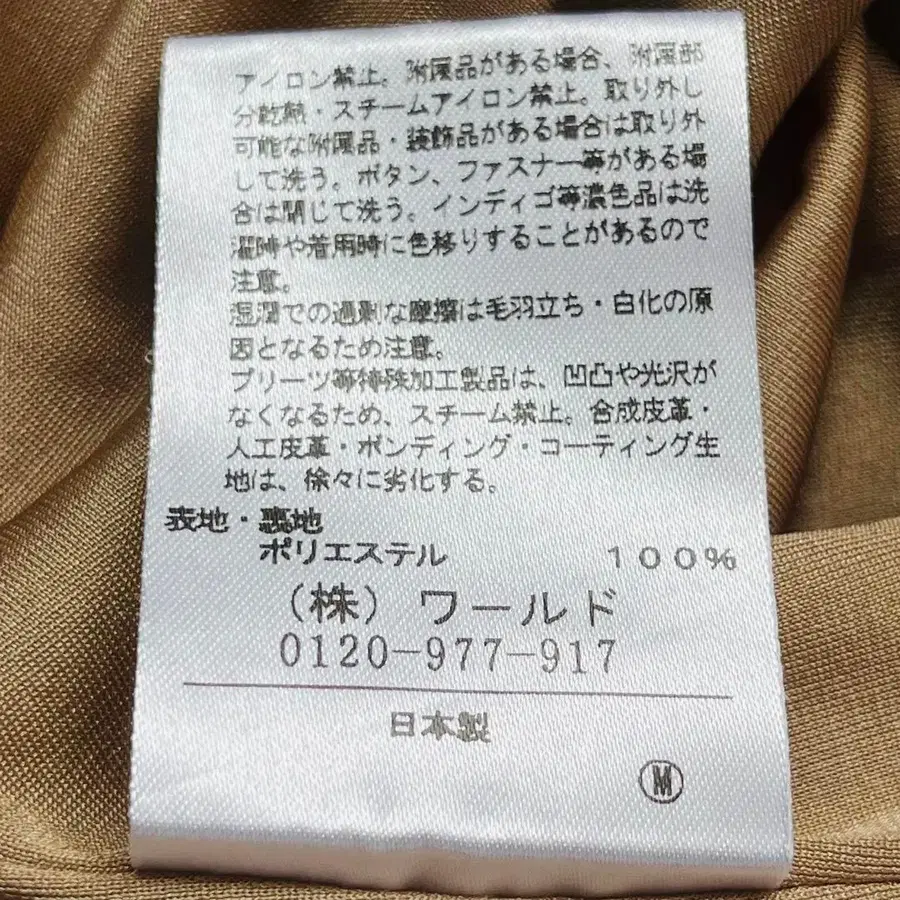 アイロン禁止。附属品がある場合、附属部
分乾熱・スチームアイロン禁止。取り外し
可能な附属品・装飾品がある場合は取り外
して洗う。ボタン、ファスナー等がある場
合は閉じて洗う。インディゴ等濃色品は洗
濯時や着用時に色移りすることがあるので
注意。
湿潤での過剰な摩擦は毛羽立ち・白化の原
因となるため注意。
プリーツ等特殊加工製品は、凹凸や光沢が
なくなるため、スチーム禁止。合成皮革・
人工皮革・ボンディング・コーティング生
地は、徐々に劣化する。
表地・裏地
ポリエステル 100%
(株)ワールド
0120-977-917
日本製
M